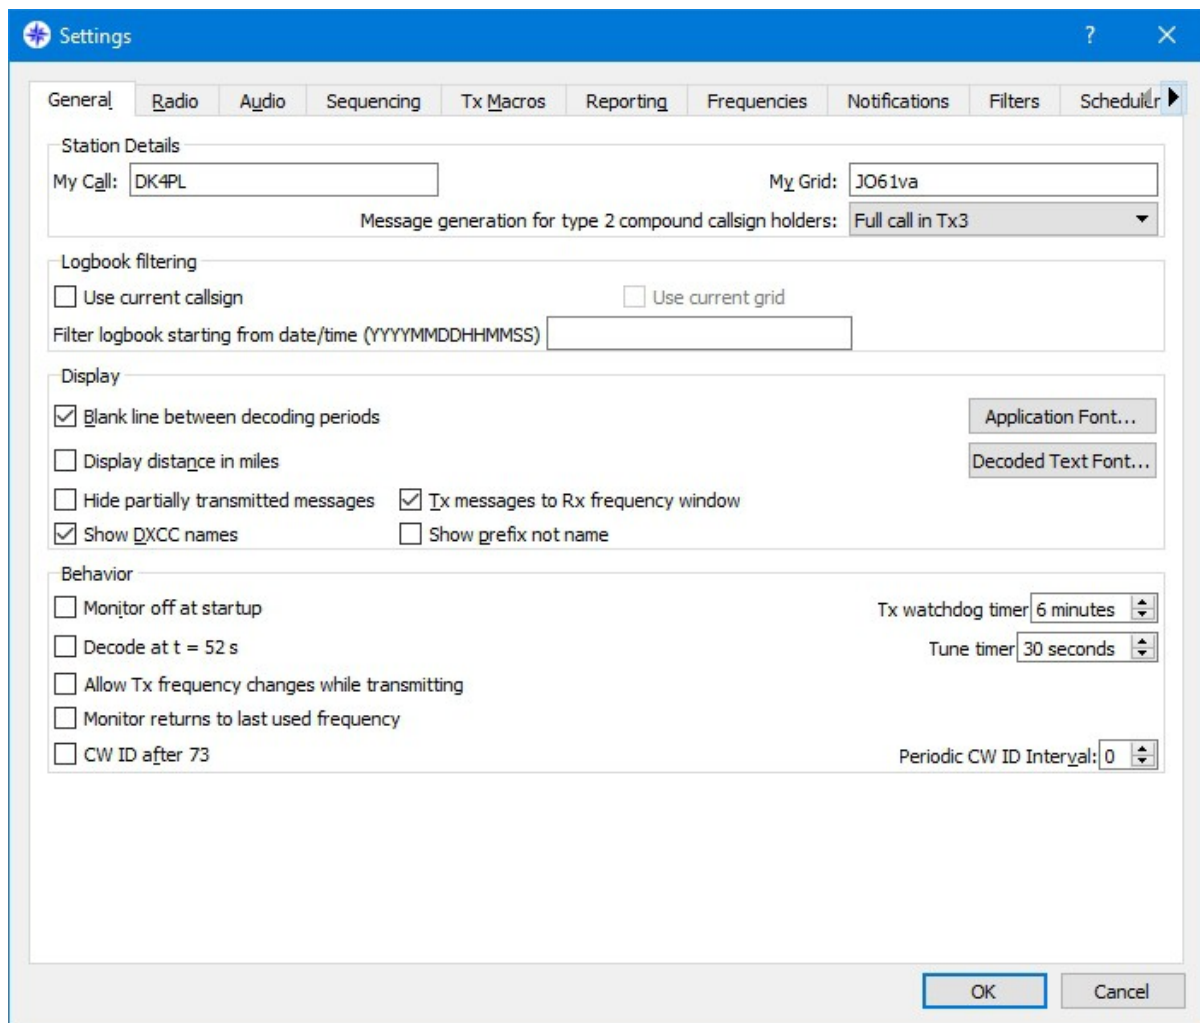 Settings
General Radio Audio Sequencing Tx Macros Reporting Frequencies Notifications Filters Scheduler
Station Details
My Call: DK4PL My Grid: JO61va
Message generation for type 2 compound callsign holders: Full call in Tx3
Logbook filtering
Use current callsign Use current grid
Filter logbook starting from date/time (YYYYMMDDHHMMSS)
Display
Blank line between decoding periods Application Font...
Display distance in miles Decoded Text Font...
Hide partially transmitted messages Tx messages to Rx frequency window
Show DXCC names Show prefix not name
Behavior
Monitor off at startup Tx watchdog timer 6 minutes
Decode at t = 52 s Tune timer 30 seconds
Allow Tx frequency changes while transmitting
Monitor returns to last used frequency
CW ID after 73 Periodic CW ID Interval: 0
OK Cancel